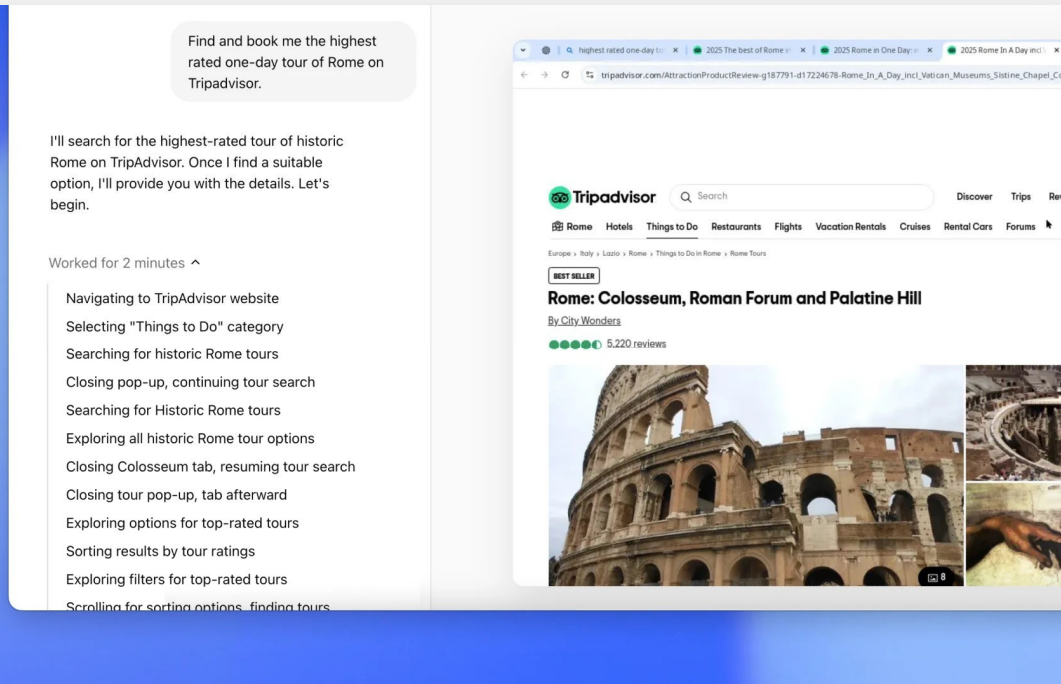 Find and book me the highest
rated one-day tour of Rome on
Tripadvisor.
I'll search for the highest-rated tour of historic
Rome on TripAdvisor. Once I find a suitable
option, I'll provide you with the details. Let's
begin.
Worked for 2 minutes
Navigating to TripAdvisor website
Selecting "Things to Do" category
Searching for historic Rome tours
Closing pop-up, continuing tour search
Searching for Historic Rome tours
Exploring all historic Rome tour options
Closing Colosseum tab, resuming tour search
Closing tour pop-up, tab afterward
Exploring options for top-rated tours
Sorting results by tour ratings
Exploring filters for top-rated tours
Scrolling for sorting options, finding tours
highest rated one-day to 2025 The best of Rome in 2025 Rome in One Day: 2025 Rome In A Day incl
tripadvisor.com/AttractionProductReview-g187791-d17224678-Rome_In_A_Day_incl_Vatican_Museums_Sistine_Chapel_Co
Tripadvisor Search Discover Trips Rev
Rome Hotels Things to Do Restaurants Flights Vacation Rentals Cruises Rental Cars Forums
Europe > Italy > Lazio > Rome > Things to Do in Rome > Rome Tours
BEST SELLER
Rome: Colosseum, Roman Forum and Palatine Hill
By City Wonders
5,220 reviews
8